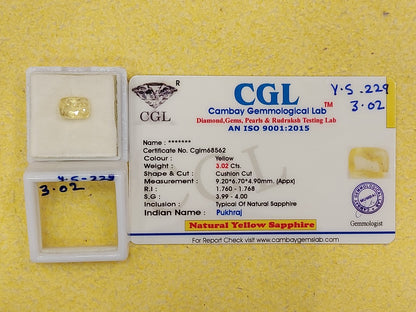 R
CGL
CGL TM
Cambay Gemmological Lab
Diamond, Gems, Pearls & Rudraksh Testing Lab
AN ISO 9001:2015
Y.S. 229
3.02
Name : *******
Certificate No. Cglm68562
Colour : Yellow
Weight : 3.02 Cts.
Shape & Cut : Cushion Cut
Measurement : 9.20*6.70*4.90mm. (Appx)
R.I : 1.760 - 1.768
S.G : 3.99 - 4.00
Inclusion : Typical Of Natural Sapphire
Indian Name : Pukhraj
Natural Yellow Sapphire
For Report Check Visit - www.cambaygemslab.com
CGL
Gemmologist
Y.S-229
3.02